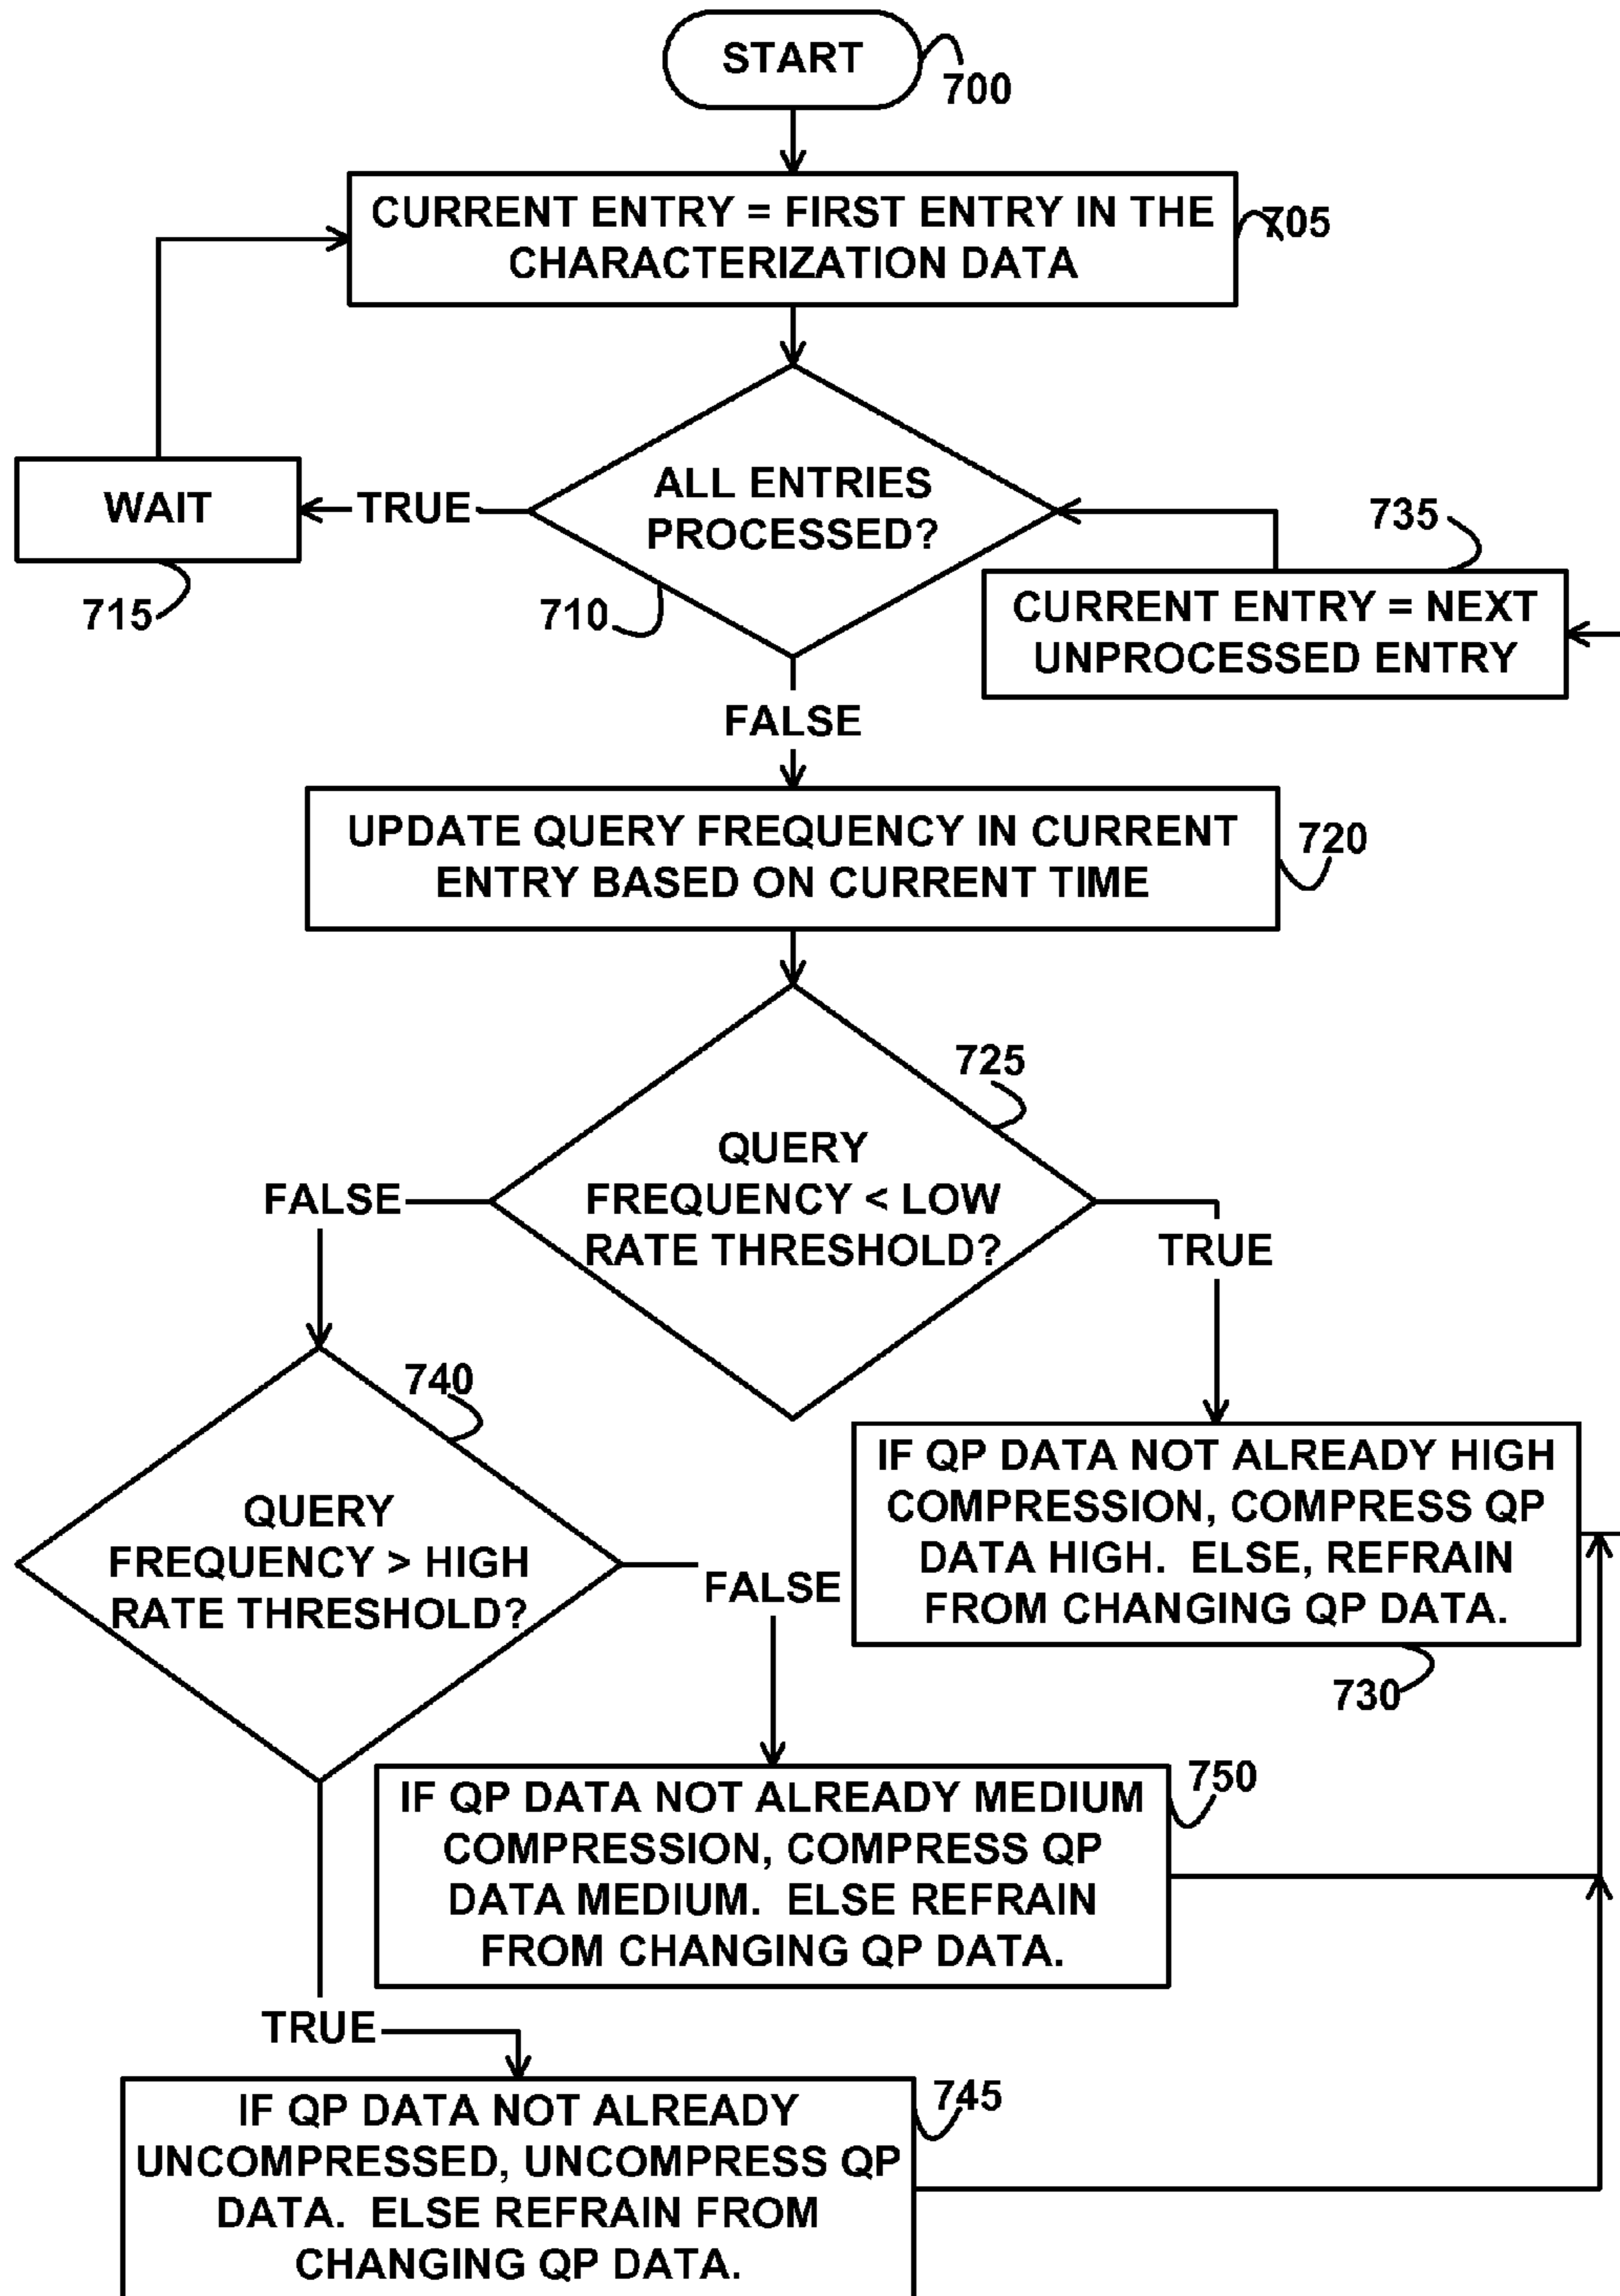 START
700
CURRENT ENTRY = FIRST ENTRY IN THE
CHARACTERIZATION DATA
705
ALL ENTRIES
PROCESSED?
710
TRUE
WAIT
715
735
CURRENT ENTRY = NEXT
UNPROCESSED ENTRY
FALSE
UPDATE QUERY FREQUENCY IN CURRENT
ENTRY BASED ON CURRENT TIME
720
725
QUERY
FREQUENCY < LOW
RATE THRESHOLD?
FALSE
TRUE
740
QUERY
FREQUENCY > HIGH
RATE THRESHOLD?
FALSE
IF QP DATA NOT ALREADY HIGH
COMPRESSION, COMPRESS QP
DATA HIGH. ELSE, REFRAIN
FROM CHANGING QP DATA.
730
IF QP DATA NOT ALREADY MEDIUM
COMPRESSION, COMPRESS QP
DATA MEDIUM. ELSE REFRAIN
FROM CHANGING QP DATA.
750
TRUE
IF QP DATA NOT ALREADY
UNCOMPRESSED, UNCOMPRESS QP
DATA. ELSE REFRAIN FROM
CHANGING QP DATA.
745